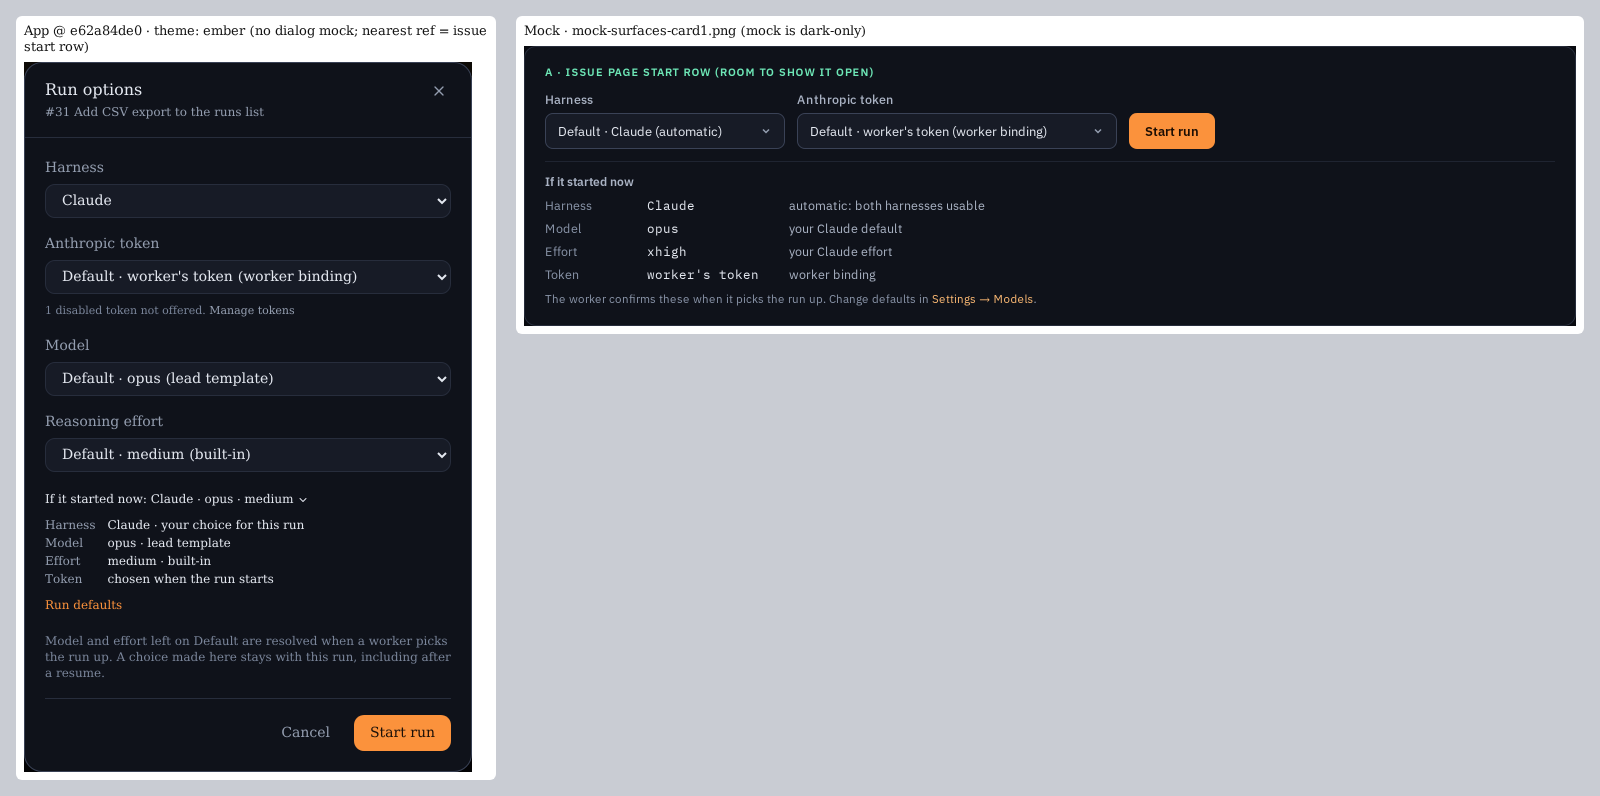 App @ e62a84de0 · theme: ember (no dialog mock; nearest ref = issue
start row)
Run options
#31 Add CSV export to the runs list
Harness
Claude
Anthropic token
Default · worker's token (worker binding)
1 disabled token not offered. Manage tokens
Model
Default · opus (lead template)
Reasoning effort
Default · medium (built-in)
If it started now: Claude · opus · medium
Harness Claude · your choice for this run
Model opus · lead template
Effort medium · built-in
Token chosen when the run starts
Run defaults
Model and effort left on Default are resolved when a worker picks
the run up. A choice made here stays with this run, including after
a resume.
Cancel Start run
Mock · mock-surfaces-card1.png (mock is dark-only)
A · ISSUE PAGE START ROW (ROOM TO SHOW IT OPEN)
Harness Anthropic token
Default · Claude (automatic) Default · worker's token (worker binding) Start run
If it started now
Harness Claude automatic: both harnesses usable
Model opus your Claude default
Effort xhigh your Claude effort
Token worker's token worker binding
The worker confirms these when it picks the run up. Change defaults in Settings → Models.